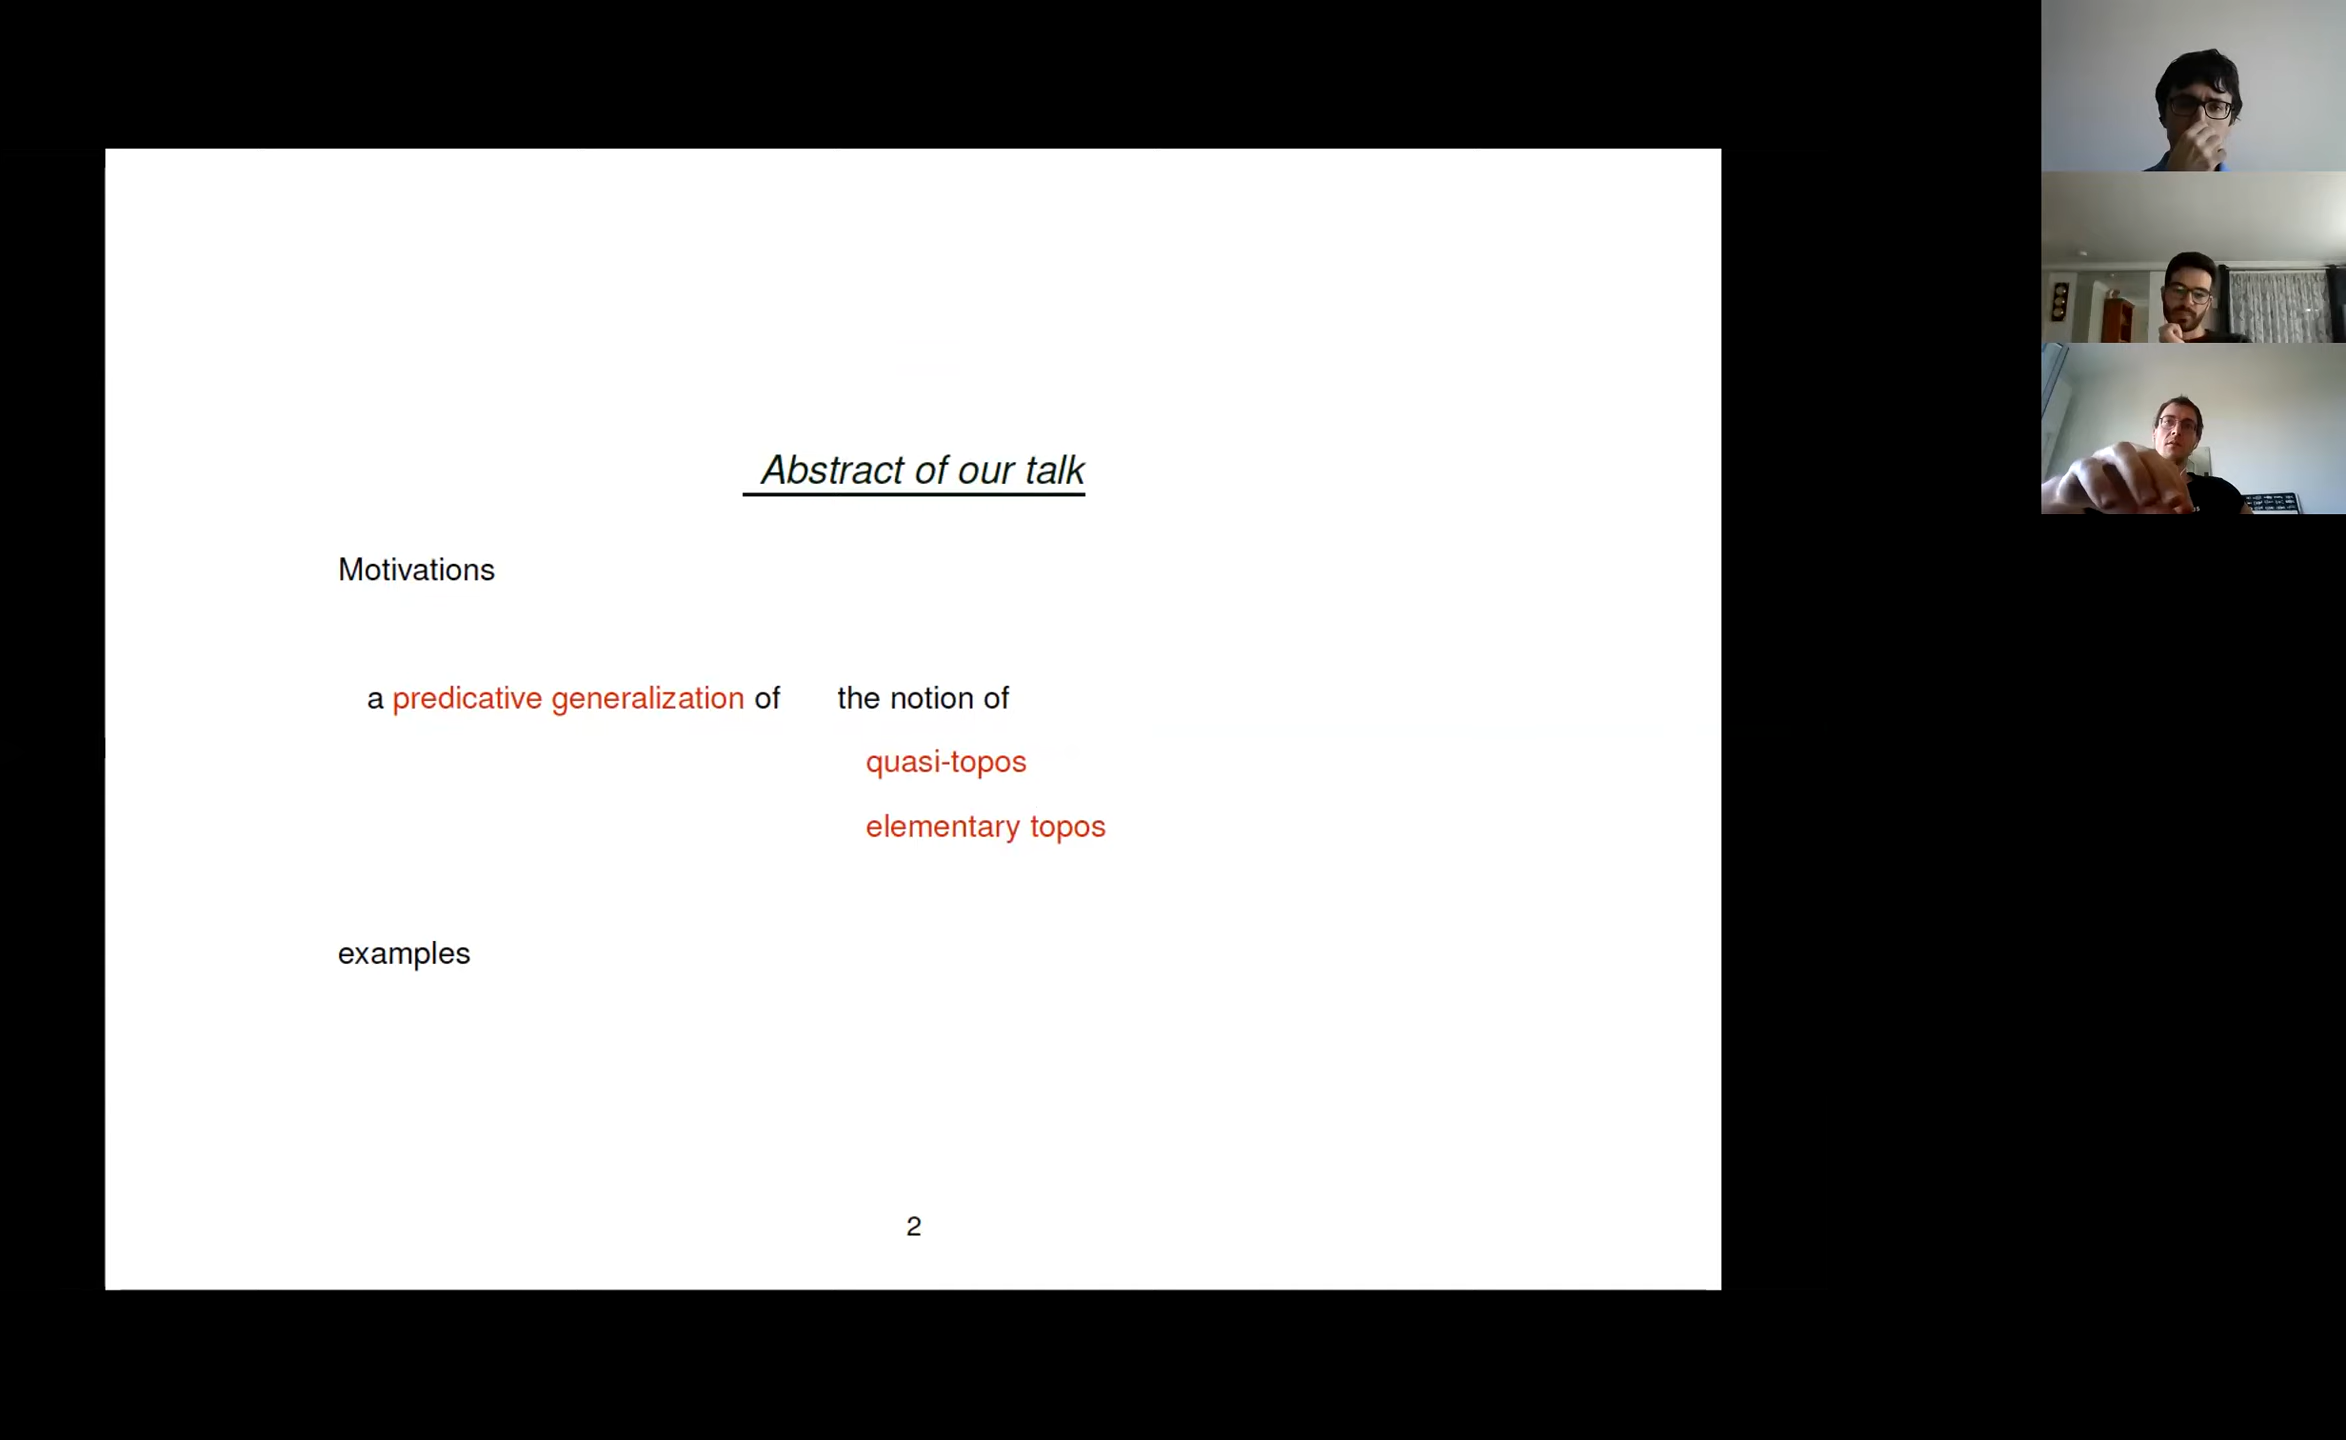 Abstract of our talk
Motivations
a predicative generalization of the notion of
quasi-topos
elementary topos
examples
2